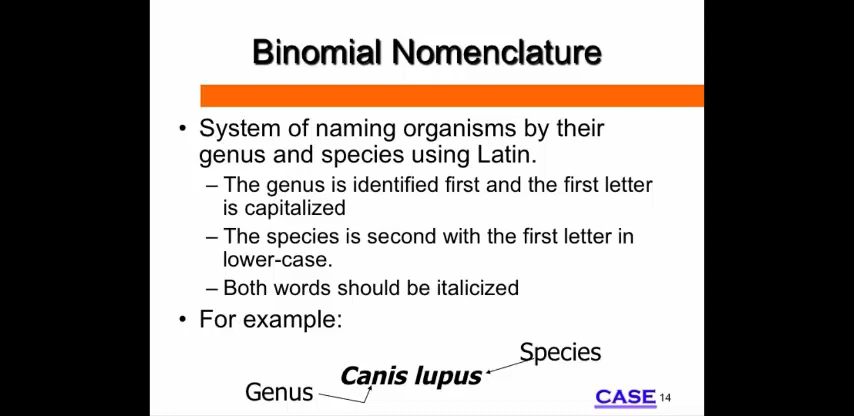 Binomial Nomenclature
• System of naming organisms by their
genus and species using Latin.
– The genus is identified first and the first letter
is capitalized
– The species is second with the first letter in
lower-case.
– Both words should be italicized
• For example:
Species
Canis lupus
Genus
CASE 14